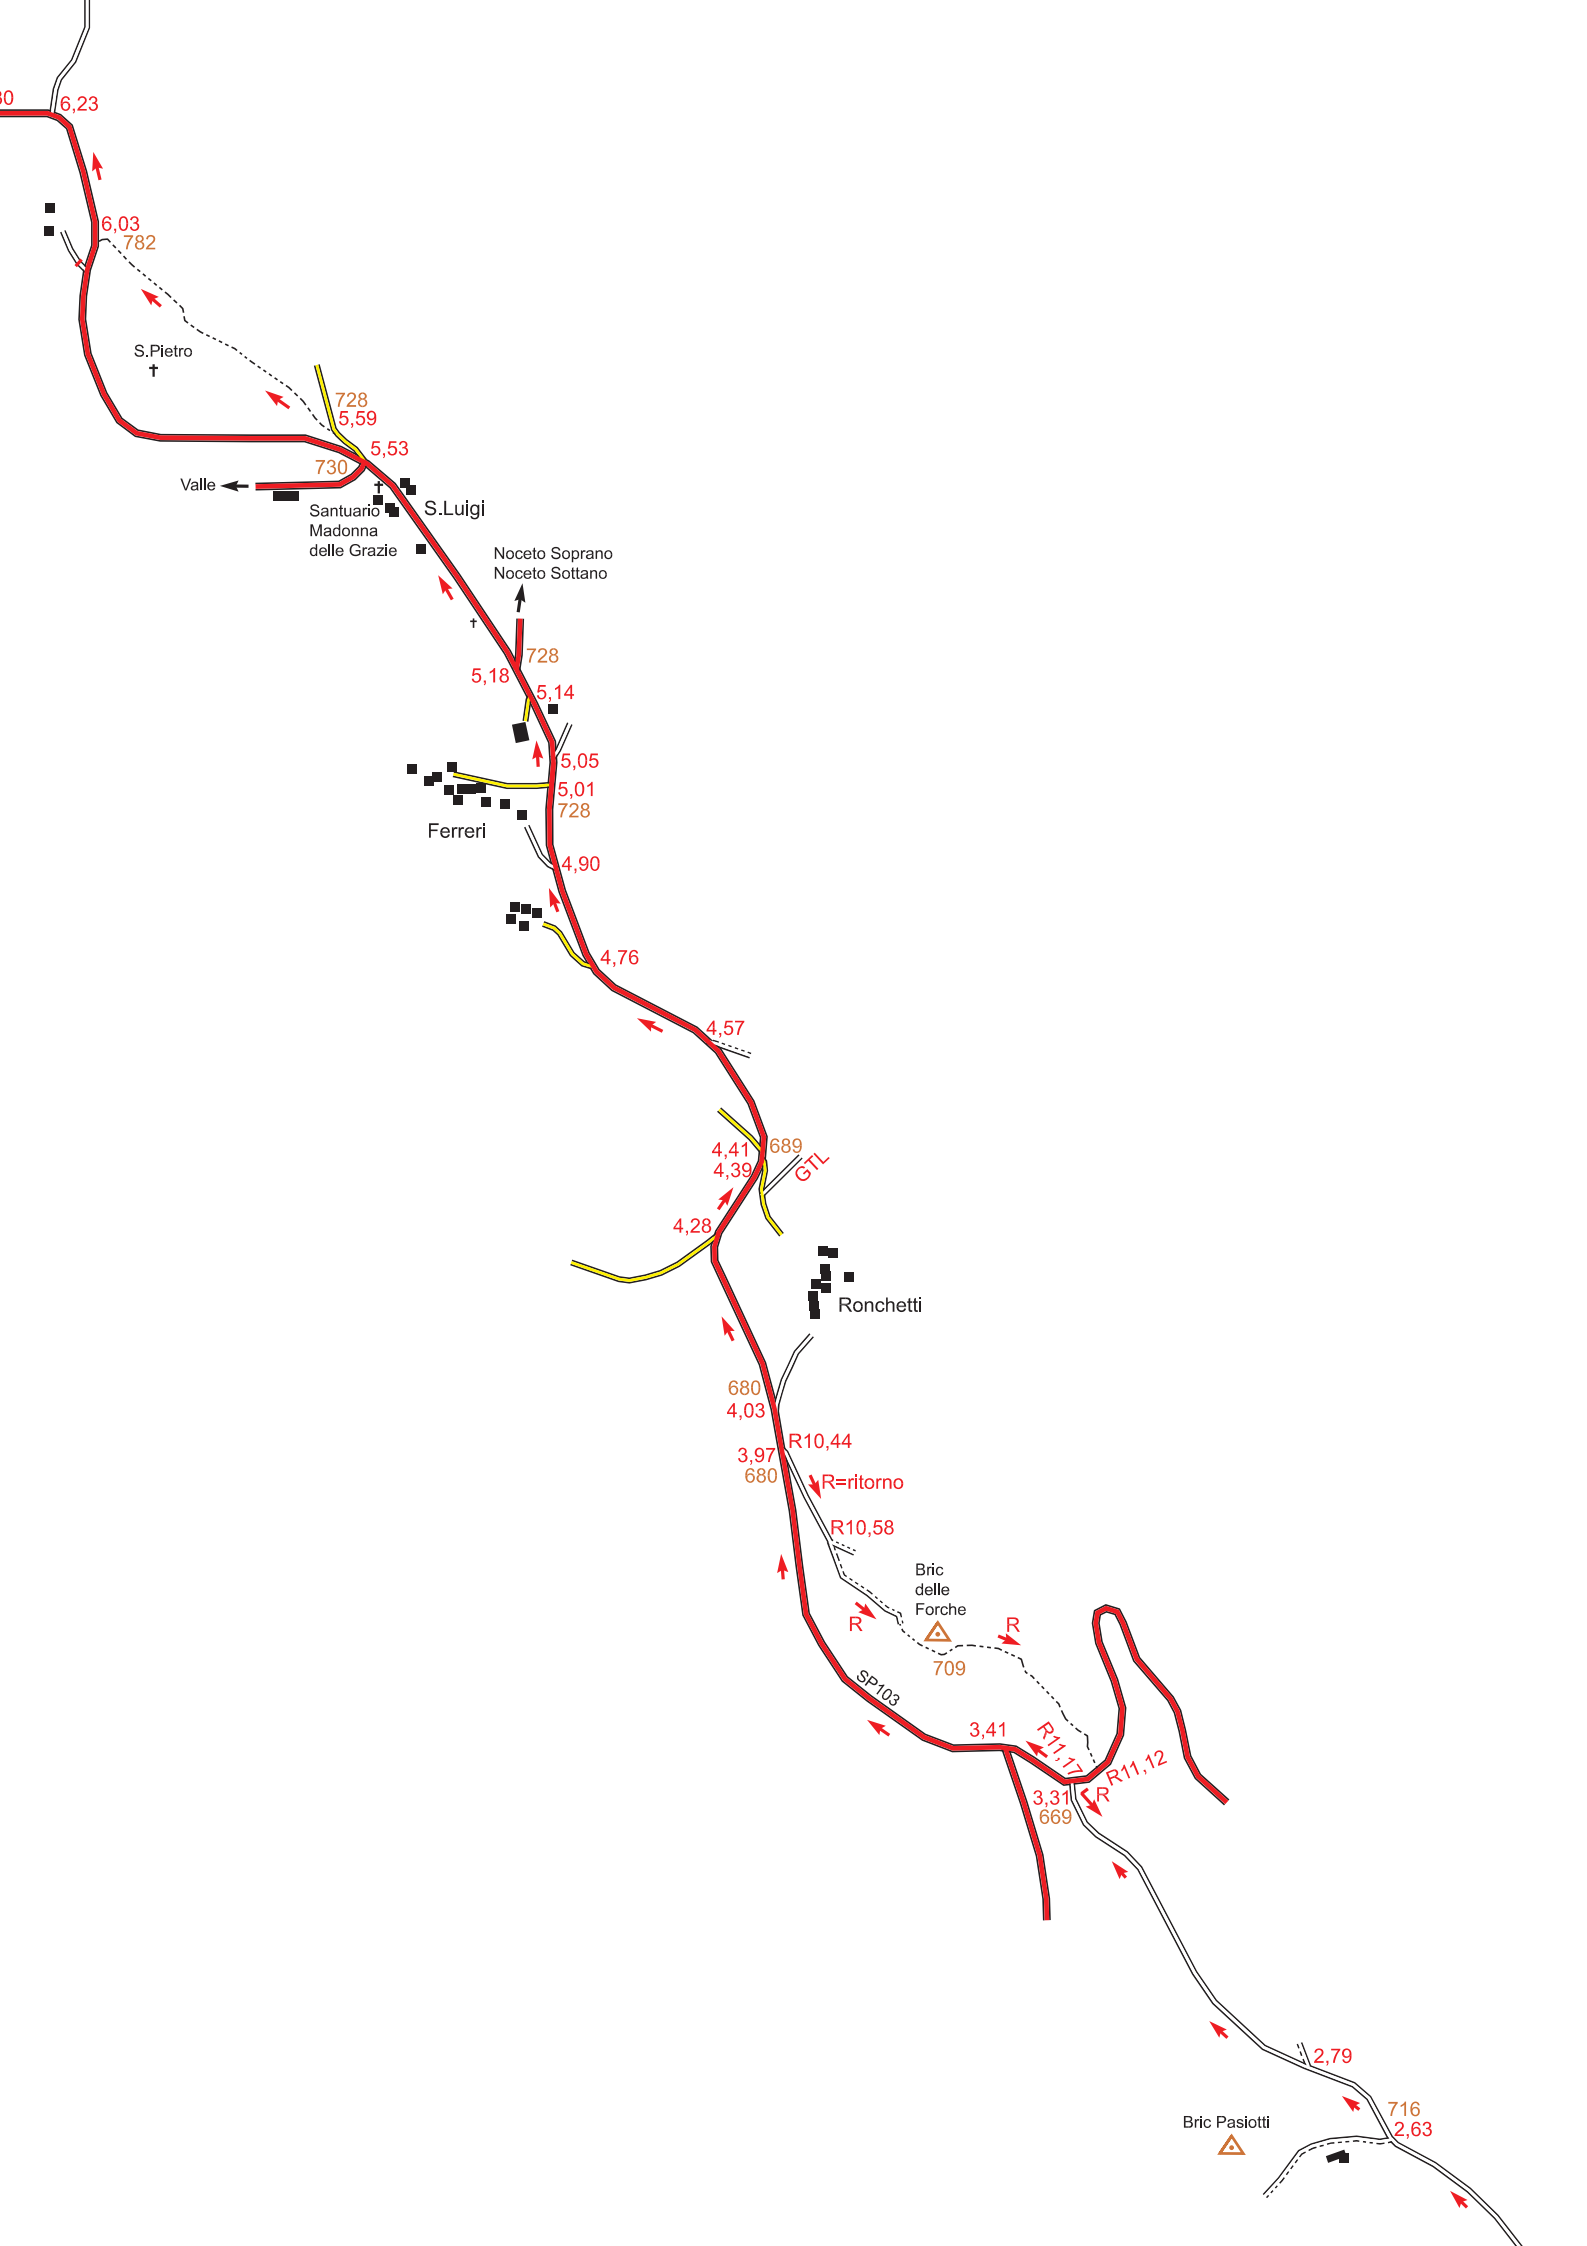 30
6,23
6,03
782
S.Pietro
728
5,59
5,53
730
Valle
Santuario
Madonna
delle Grazie
S.Luigi
Noceto Soprano
Noceto Sottano
728
5,18
5,14
5,05
5,01
728
Ferreri
4,90
4,76
4,57
4,41
689
4,39
GTL
4,28
Ronchetti
680
4,03
R10,44
3,97
680
R=ritorno
R10,58
Bric
delle
Forche
R
R
709
SP103
3,41
R11,17
R11,12
3,31
R
669
2,79
716
2,63
Bric Pasiotti